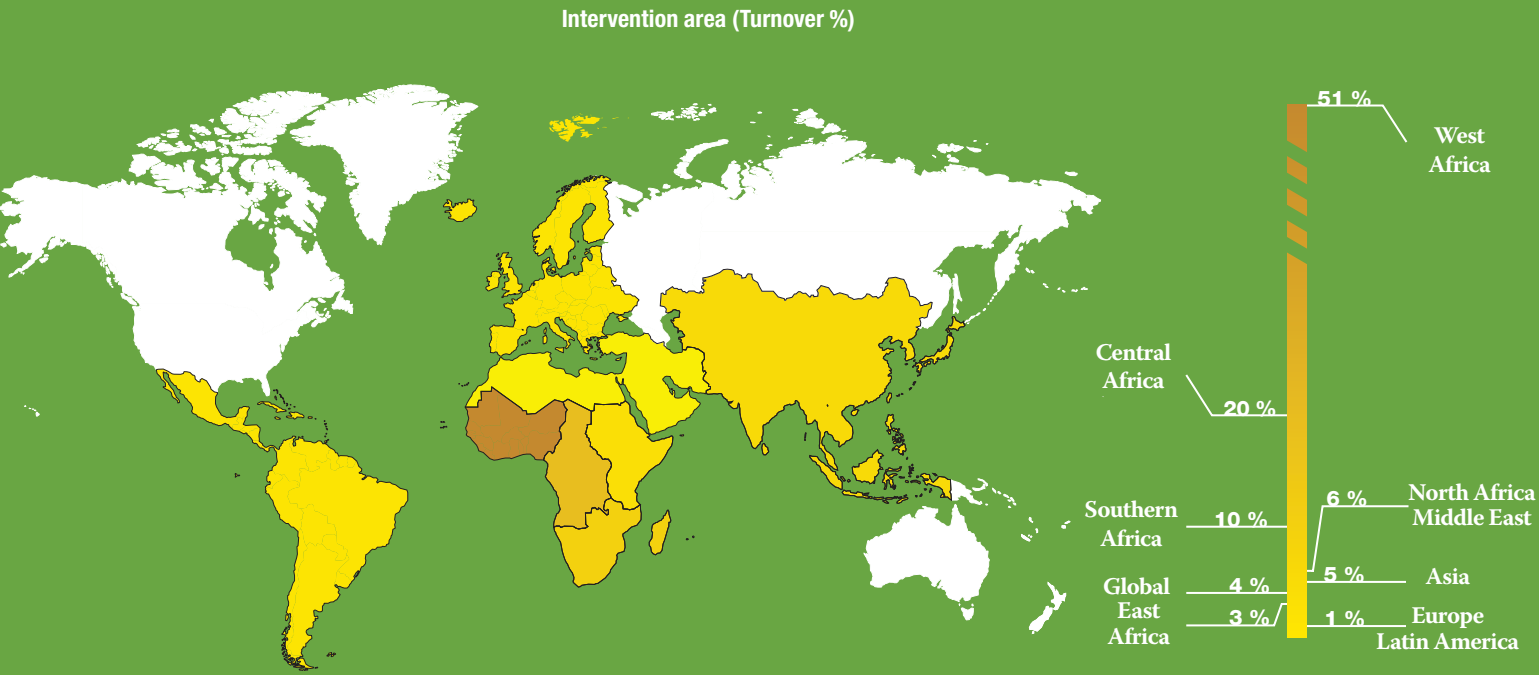 Intervention area (Turnover %)
51 %
West
Africa
Central
Africa
20 %
6 %
North Africa
Middle East
Southern
Africa
10 %
5 %
Asia
Global
4 %
East
Africa
3 %
1 %
Europe
Latin America